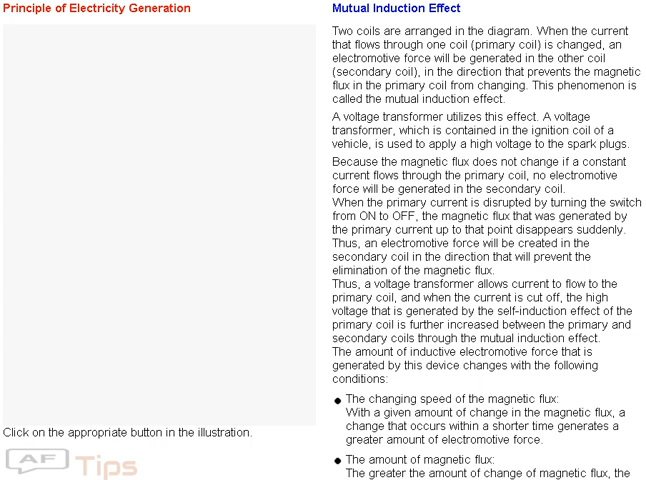 Principle of Electricity Generation
Click on the appropriate button in the illustration.
AF Tips
Mutual Induction Effect
Two coils are arranged in the diagram. When the current
that flows through one coil (primary coil) is changed, an
electromotive force will be generated in the other coil
(secondary coil), in the direction that prevents the magnetic
flux in the primary coil from changing. This phenomenon is
called the mutual induction effect.
A voltage transformer utilizes this effect. A voltage
transformer, which is contained in the ignition coil of a
vehicle, is used to apply a high voltage to the spark plugs.
Because the magnetic flux does not change if a constant
current flows through the primary coil, no electromotive
force will be generated in the secondary coil.
When the primary current is disrupted by turning the switch
from ON to OFF, the magnetic flux that was generated by
the primary current up to that point disappears suddenly.
Thus, an electromotive force will be created in the
secondary coil in the direction that will prevent the
elimination of the magnetic flux.
Thus, a voltage transformer allows current to flow to the
primary coil, and when the current is cut off, the high
voltage that is generated by the self-induction effect of the
primary coil is further increased between the primary and
secondary coils through the mutual induction effect.
The amount of inductive electromotive force that is
generated by this device changes with the following
conditions:
● The changing speed of the magnetic flux:
With a given amount of change in the magnetic flux, a
change that occurs within a shorter time generates a
greater amount of electromotive force.
● The amount of magnetic flux:
The greater the amount of change of magnetic flux, the